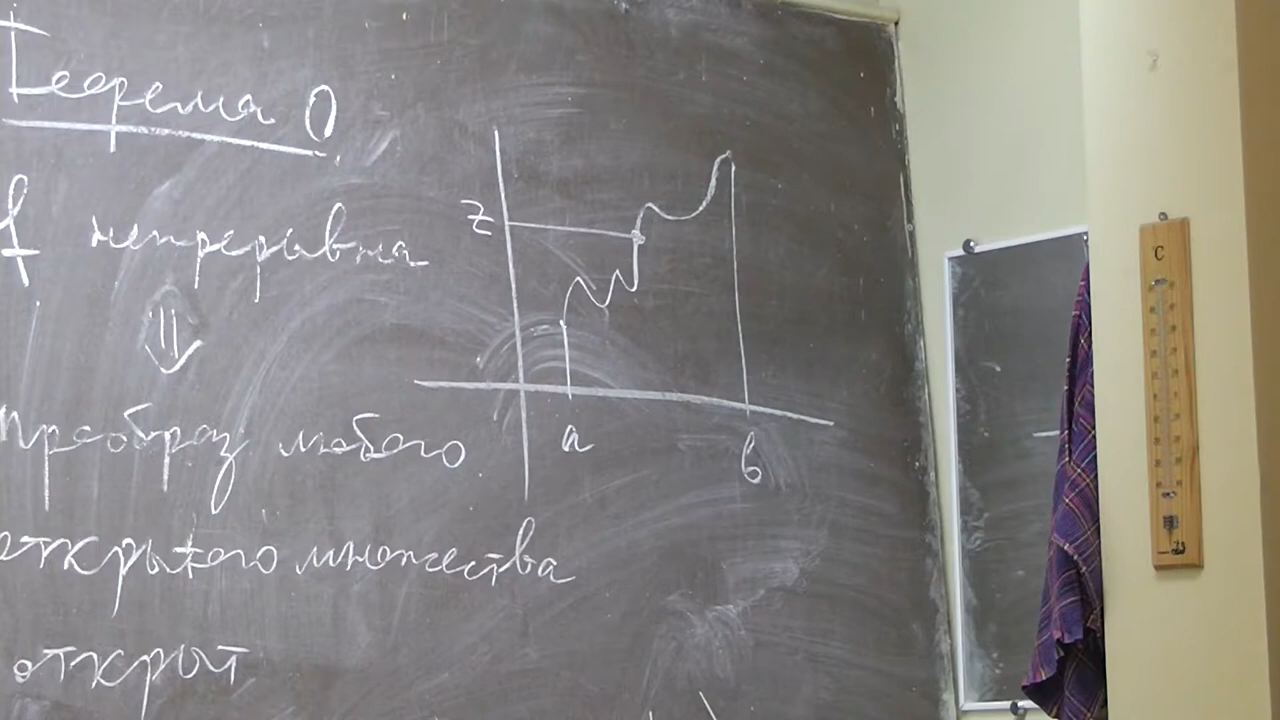 Теорема 0
f непрерывна
⇓
Прообраз любого
открытого множества
открыт
z
a
b
C